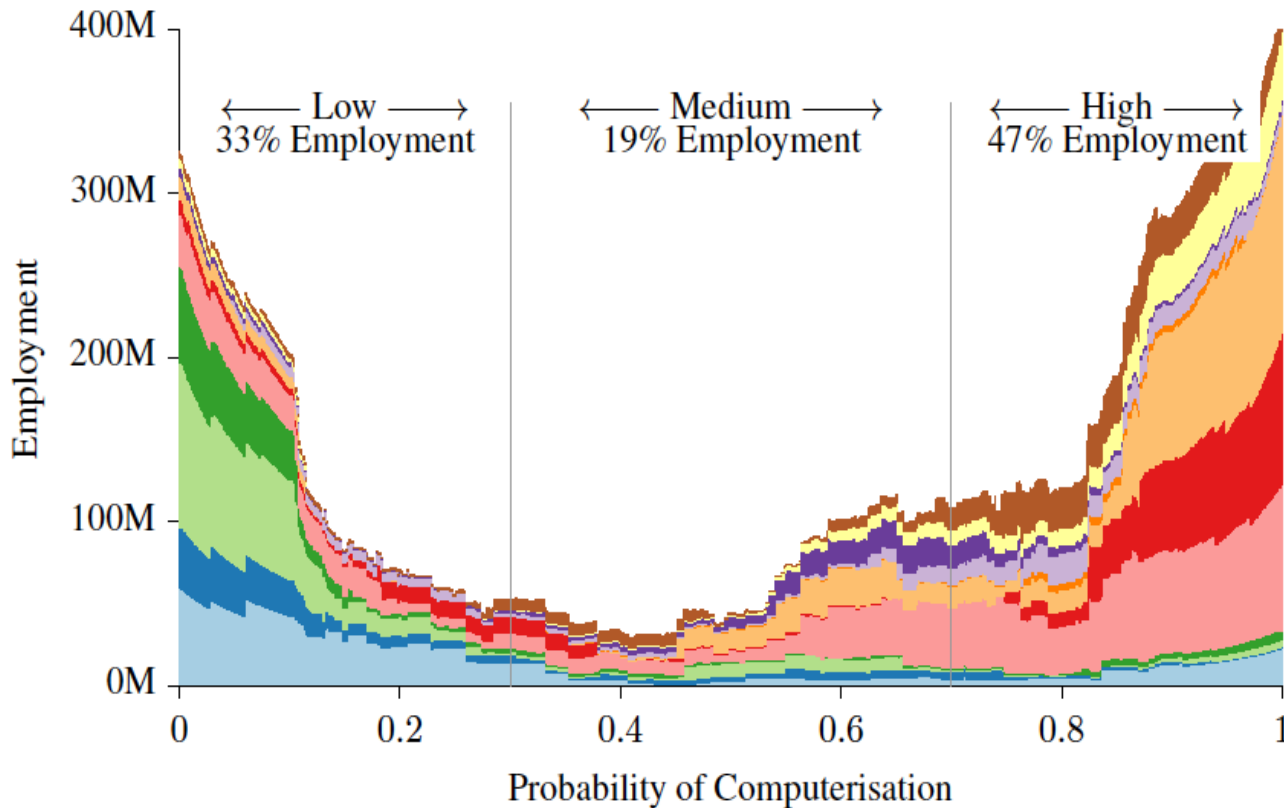 400M
300M
200M
100M
0M
Employment
← Low →
33% Employment
← Medium →
19% Employment
← High →
47% Employment
0 0.2 0.4 0.6 0.8 1
Probability of Computerisation